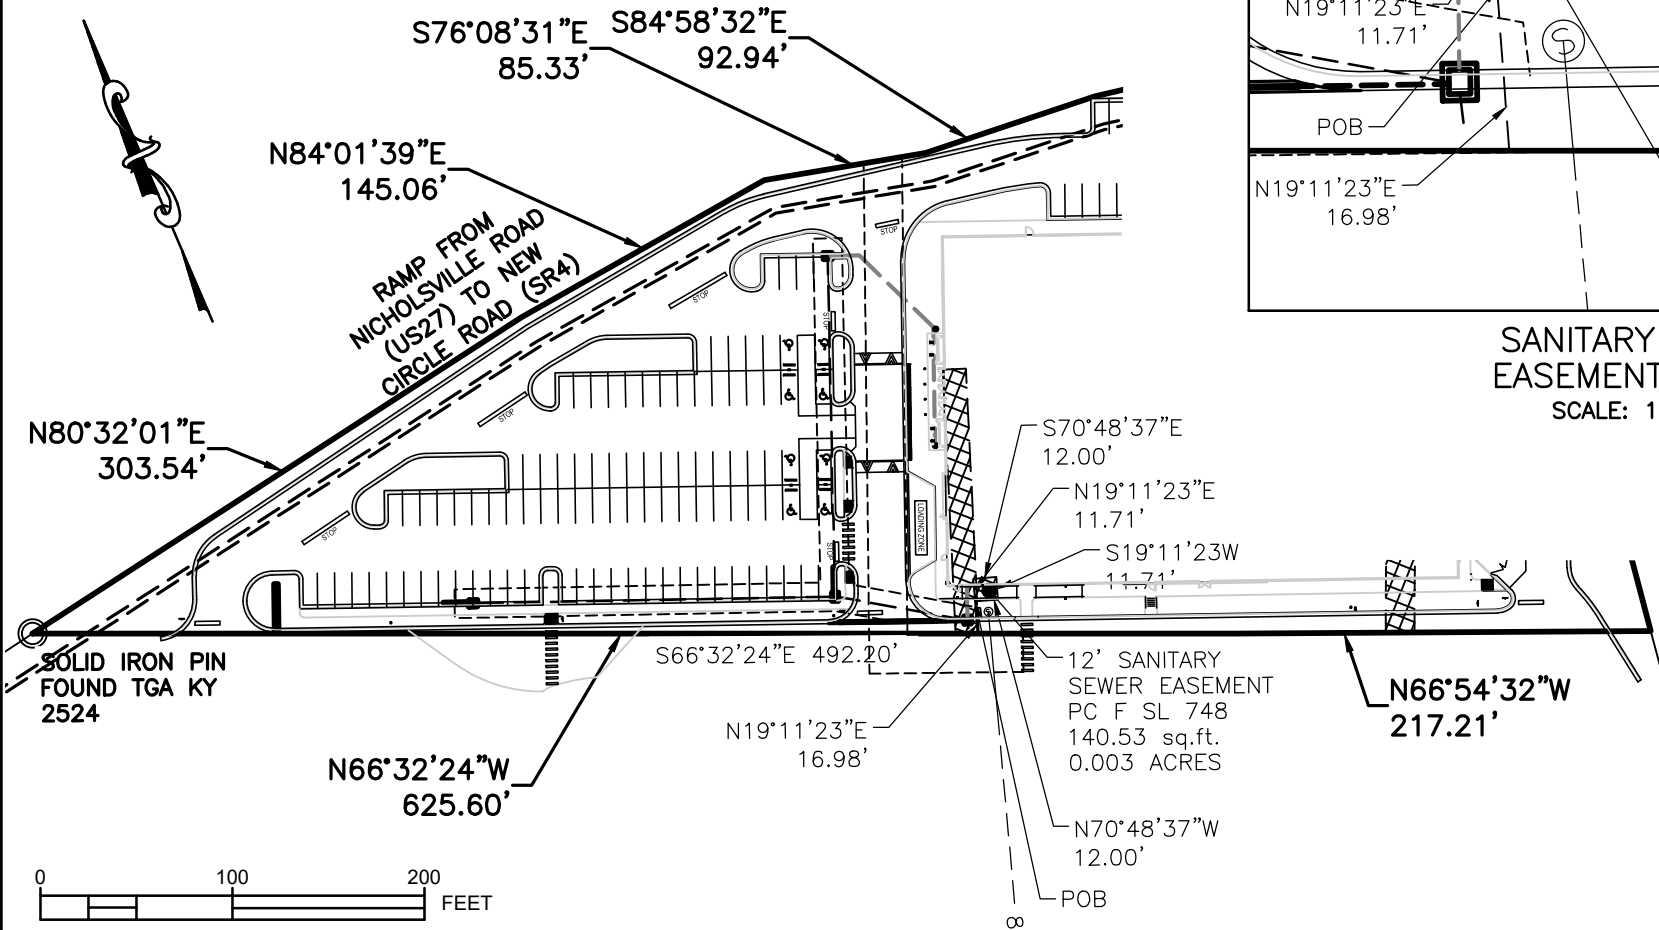 S76°08'31"E
85.33'
S84°58'32"E
92.94'
N84°01'39"E
145.06'
RAMP FROM
NICHOLSVILLE ROAD
(US27) TO NEW
CIRCLE ROAD (SR4)
N80°32'01"E
303.54'
SOLID IRON PIN
FOUND TGA KY
2524
STOP
STOP
STOP
STOP
STOP
STOP
LOADING ZONE
N19°11'23"E
11.71'
S
POB
N19°11'23"E
16.98'
SANITARY
EASEMENT
SCALE: 1
S70°48'37"E
12.00'
N19°11'23"E
11.71'
S19°11'23W
11.71'
S
S66°32'24"E 492.20'
12' SANITARY
SEWER EASEMENT
PC F SL 748
140.53 sq.ft.
0.003 ACRES
N66°54'32"W
217.21'
N19°11'23"E
16.98'
N66°32'24"W
625.60'
N70°48'37"W
12.00'
POB
8
0 100 200
FEET